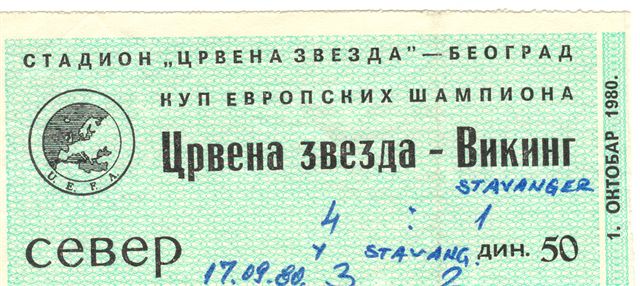 СТАДИОН „ЦРВЕНА ЗВЕЗДА" — БЕОГРАД
КУП ЕВРОПСКИХ ШАМПИОНА
U.E.F.A.
Црвена звезда - Викинг
STAVANGER
4 : 1
север
У STAVANG. дин. 50
17.09.80. 3 2
1. ОКТОБАР 1980.